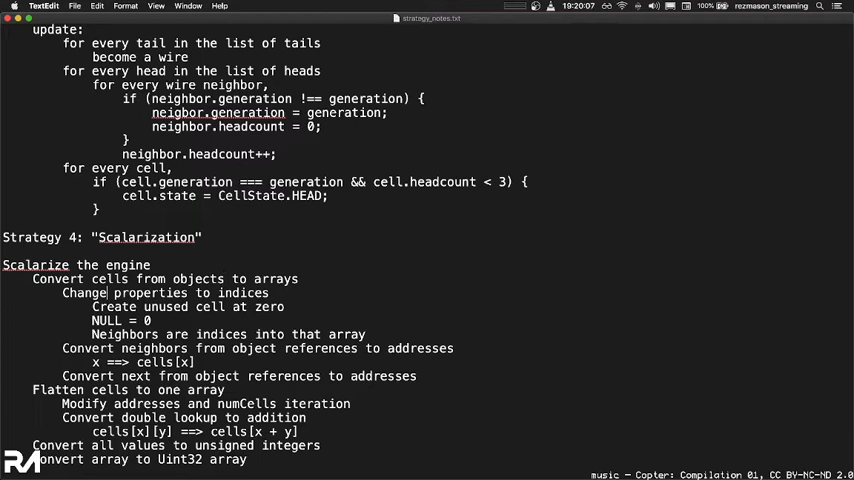 TextEdit File Edit Format View Window Help 19:20:07 100% rezmason_streaming
strategy_notes.txt
update:
for every tail in the list of tails
become a wire
for every head in the list of heads
for every wire neighbor,
if (neighbor.generation !== generation) {
neigbor.generation = generation;
neighbor.headcount = 0;
}
neighbor.headcount++;
for every cell,
if (cell.generation === generation && cell.headcount < 3) {
cell.state = CellState.HEAD;
}
Strategy 4: "Scalarization"
Scalarize the engine
Convert cells from objects to arrays
Change properties to indices
Create unused cell at zero
NULL = 0
Neighbors are indices into that array
Convert neighbors from object references to addresses
x ==> cells[x]
Convert next from object references to addresses
Flatten cells to one array
Modify addresses and numCells iteration
Convert double lookup to addition
cells[x][y] ==> cells[x + y]
Convert all values to unsigned integers
onvert array to Uint32 array
music - Copter: Compilation 01, CC BY-NC-ND 2.0